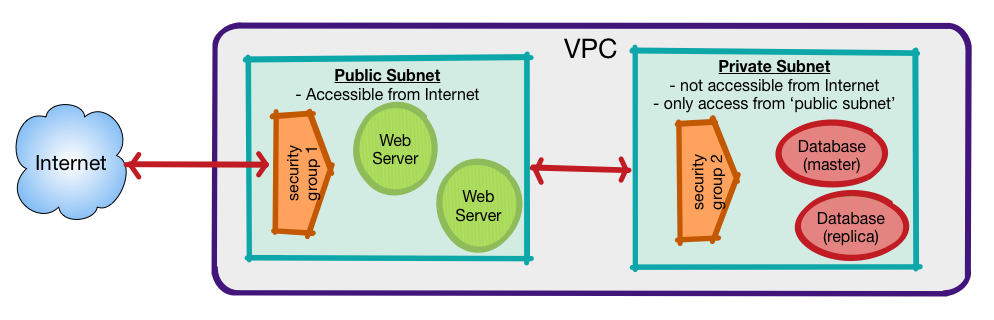 VPC
Internet
Public Subnet
- Accessible from Internet
security
group 1
Web
Server
Web
Server
Private Subnet
- not accessible from Internet
- only access from ‘public subnet’
security
group 2
Database
(master)
Database
(replica)